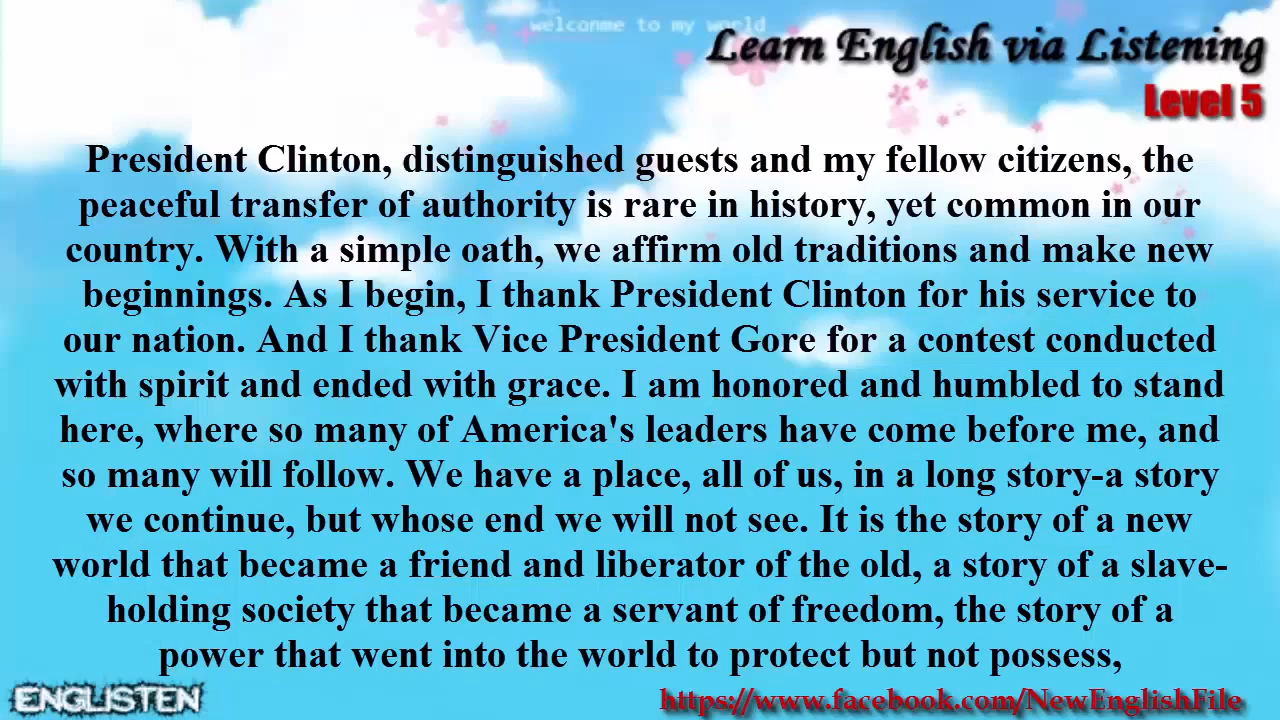 welconme to my world
Learn English via Listening
Level 5
President Clinton, distinguished guests and my fellow citizens, the
peaceful transfer of authority is rare in history, yet common in our
country. With a simple oath, we affirm old traditions and make new
beginnings. As I begin, I thank President Clinton for his service to
our nation. And I thank Vice President Gore for a contest conducted
with spirit and ended with grace. I am honored and humbled to stand
here, where so many of America's leaders have come before me, and
so many will follow. We have a place, all of us, in a long story-a story
we continue, but whose end we will not see. It is the story of a new
world that became a friend and liberator of the old, a story of a slave-
holding society that became a servant of freedom, the story of a
power that went into the world to protect but not possess,
ENGLISTEN
https://www.facebook.com/NewEnglishFile